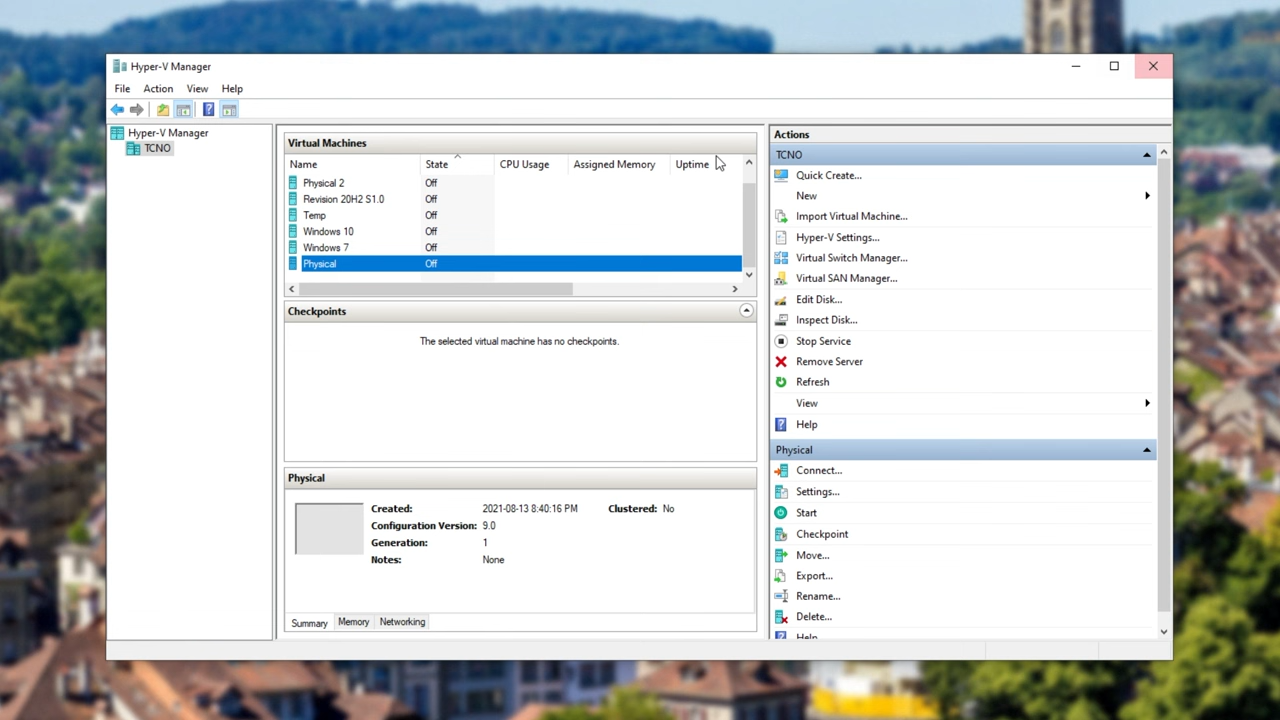 Hyper-V Manager
File Action View Help
Hyper-V Manager
TCNO
Virtual Machines
Name State CPU Usage Assigned Memory Uptime
Physical 2 Off
Revision 20H2 S1.0 Off
Temp Off
Windows 10 Off
Windows 7 Off
Physical Off
Checkpoints
The selected virtual machine has no checkpoints.
Physical
Created: 2021-08-13 8:40:16 PM Clustered: No
Configuration Version: 9.0
Generation: 1
Notes: None
Summary Memory Networking
Actions
TCNO
Quick Create...
New
Import Virtual Machine...
Hyper-V Settings...
Virtual Switch Manager...
Virtual SAN Manager...
Edit Disk...
Inspect Disk...
Stop Service
Remove Server
Refresh
View
Help
Physical
Connect...
Settings...
Start
Checkpoint
Move...
Export...
Rename...
Delete...
Help